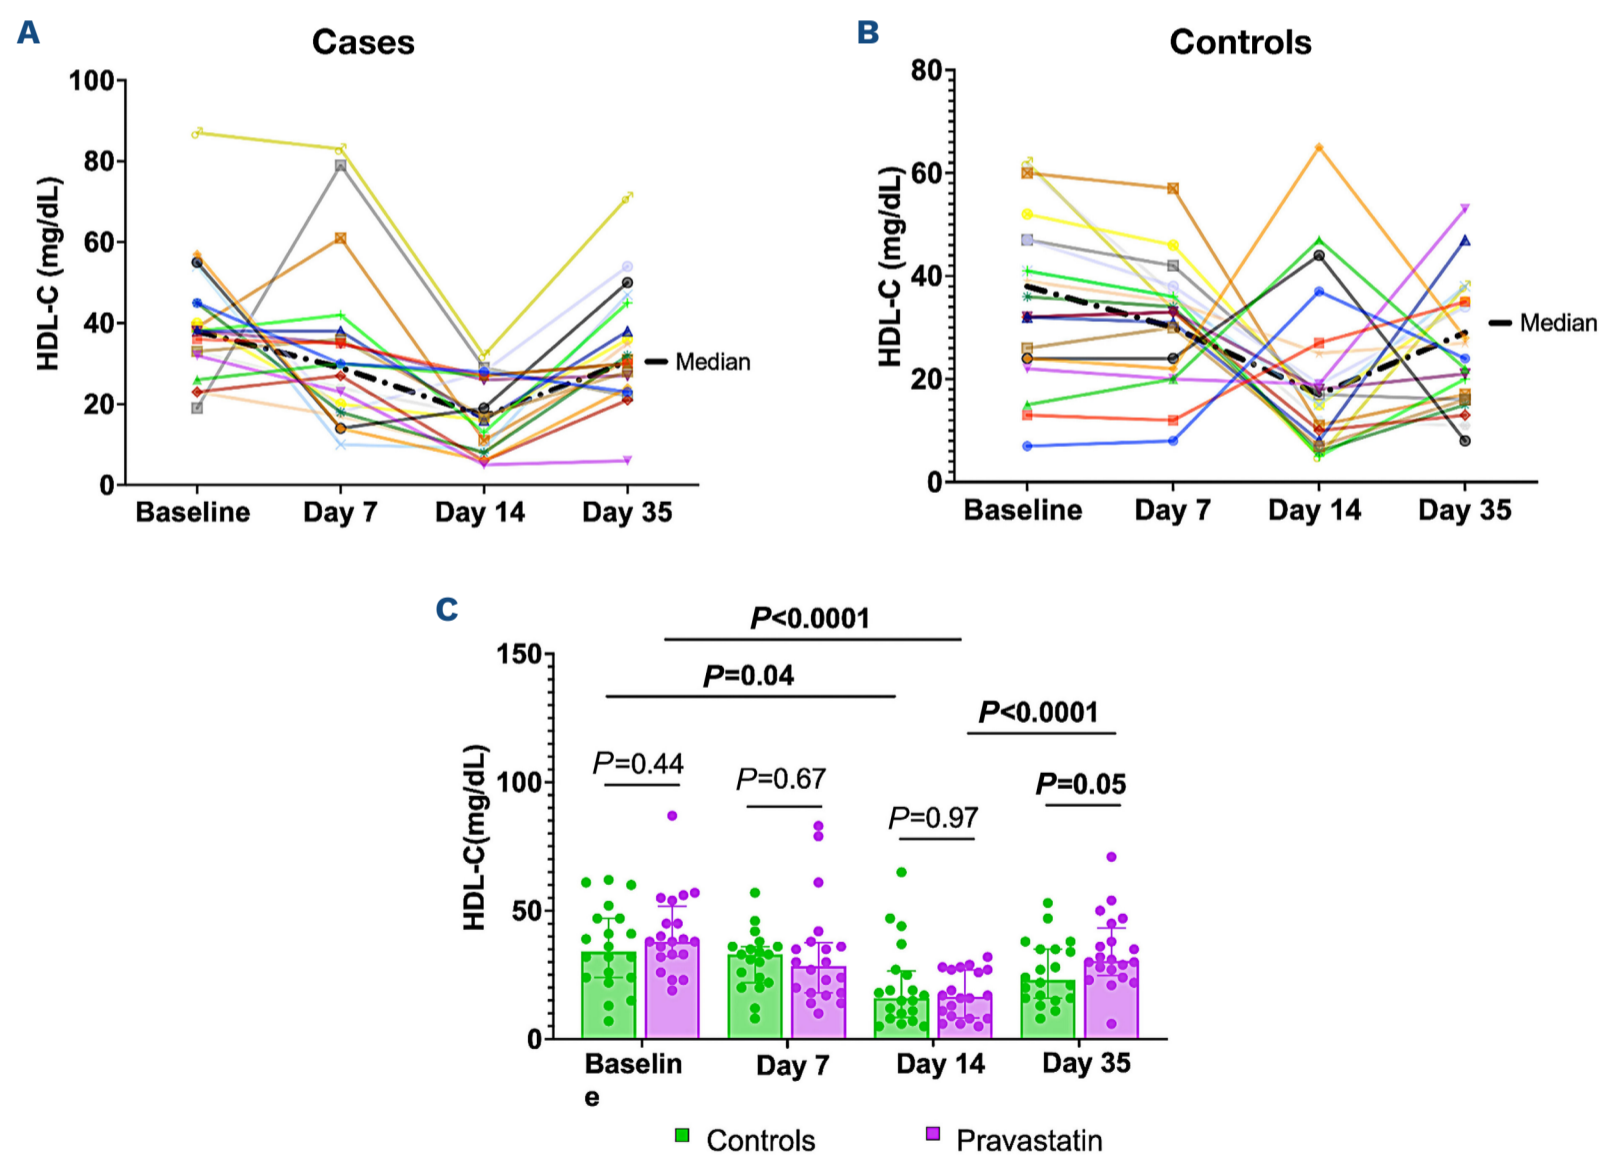 A
Cases
HDL-C (mg/dL)
100
80
60
40
20
0
Baseline Day 7 Day 14 Day 35
Median
B
Controls
HDL-C (mg/dL)
80
60
40
20
0
Baseline Day 7 Day 14 Day 35
Median
C
P<0.0001
P=0.04
P<0.0001
P=0.44
P=0.67
P=0.97
P=0.05
HDL-C(mg/dL)
150
100
50
0
Baselin
e
Day 7 Day 14 Day 35
Controls Pravastatin